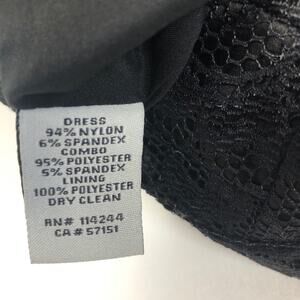 DRESS
94% NYLON
6% SPANDEX
COMBO
95% POLYESTER
5% SPANDEX
LINING
100% POLYESTER
DRY CLEAN
RN# 114244
CA# 57151